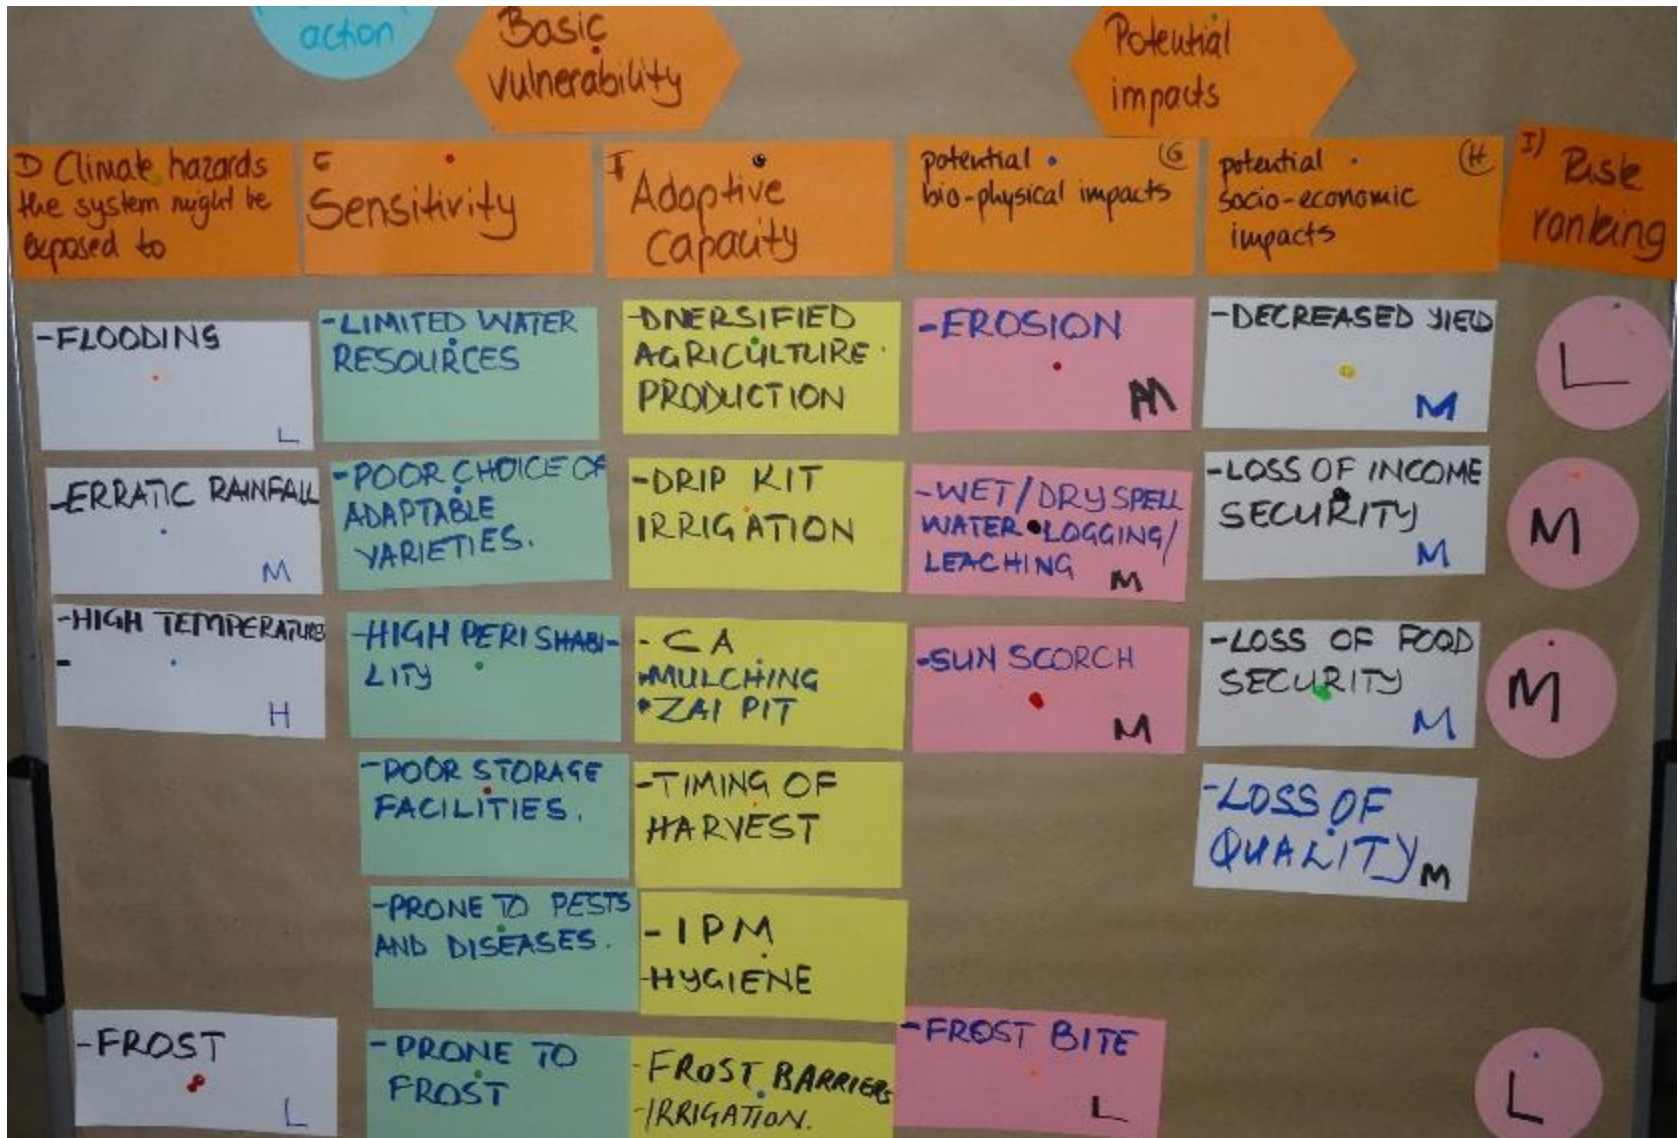 action
Basic
vulnerability
Potential
impacts
D Climate hazards
the system might be
exposed to
E
Sensitivity
F
Adaptive
Capacity
potential
bio-physical impacts
G
potential
socio-economic
impacts
H
I)
Risk
ranking
-FLOODING
L
-LIMITED WATER
RESOURCES
-DIVERSIFIED
AGRICULTURE
PRODUCTION
-EROSION
M
-DECREASED YIELD
M
L
-ERRATIC RAINFALL
M
-POOR CHOICE OF
ADAPTABLE
VARIETIES.
-DRIP KIT
IRRIGATION
-WET/DRY SPELL
WATER LOGGING/
LEACHING M
-LOSS OF INCOME
SECURITY
M
M
-HIGH TEMPERATURE
-
H
-HIGH PERISHABI-
LITY
- CA
•MULCHING
•ZAI PIT
-SUN SCORCH
M
-LOSS OF FOOD
SECURITY
M
M
-POOR STORAGE
FACILITIES.
-TIMING OF
HARVEST
-LOSS OF
QUALITY M
-PRONE TO PESTS
AND DISEASES.
-IPM
-HYGIENE
-FROST
L
-PRONE TO
FROST
-FROST BARRIERS
-IRRIGATION.
-FROST BITE
L
L